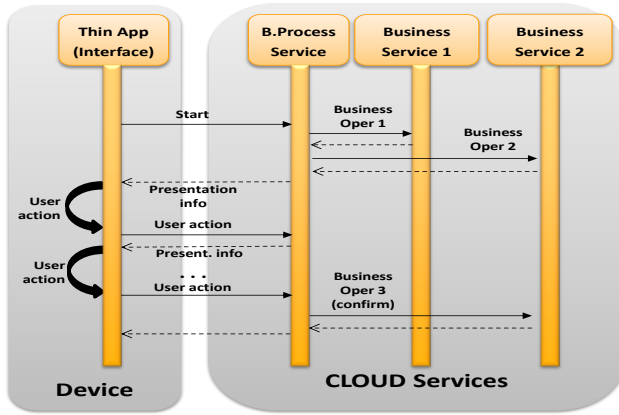 Thin App
(Interface)
B.Process
Service
Business
Service 1
Business
Service 2
Start
Business
Oper 1
Business
Oper 2
Presentation
info
User
action
User action
Present. info
User
action
. . .
User action
Business
Oper 3
(confirm)
Device
CLOUD Services